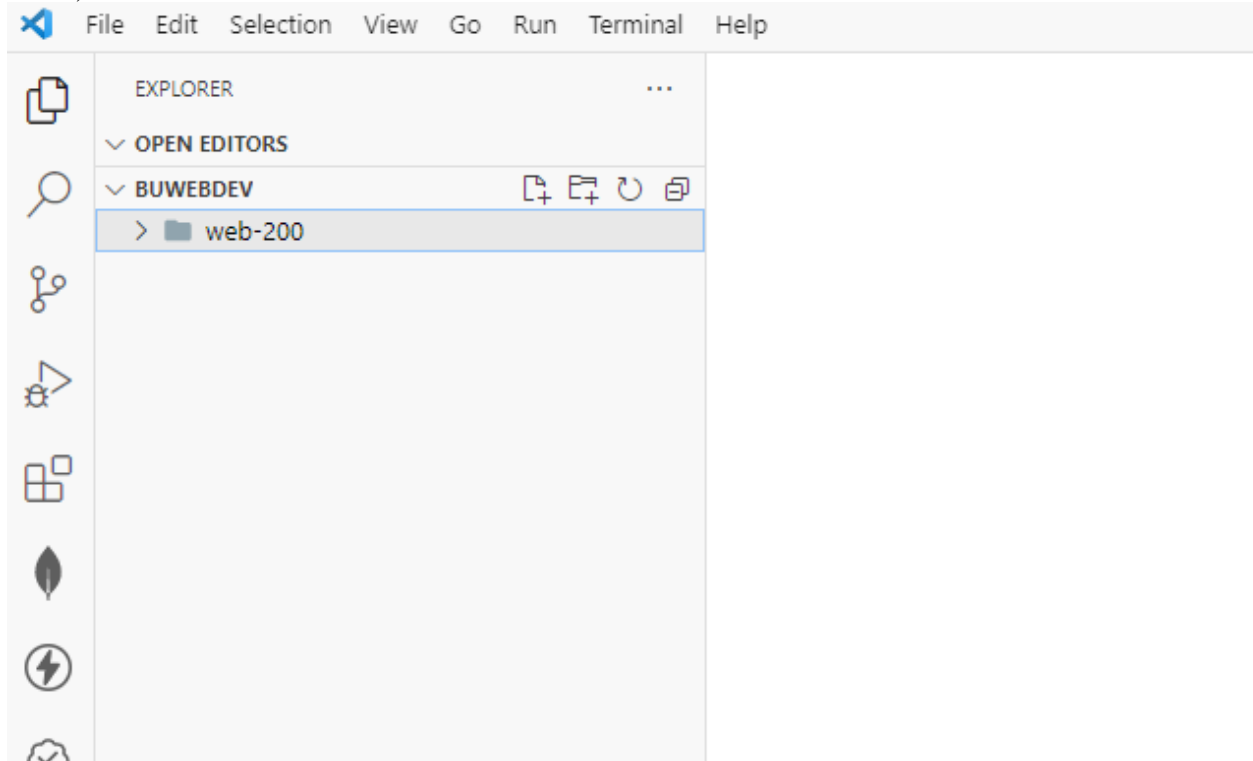 File Edit Selection View Go Run Terminal Help
EXPLORER
OPEN EDITORS
BUWEBDEV
web-200